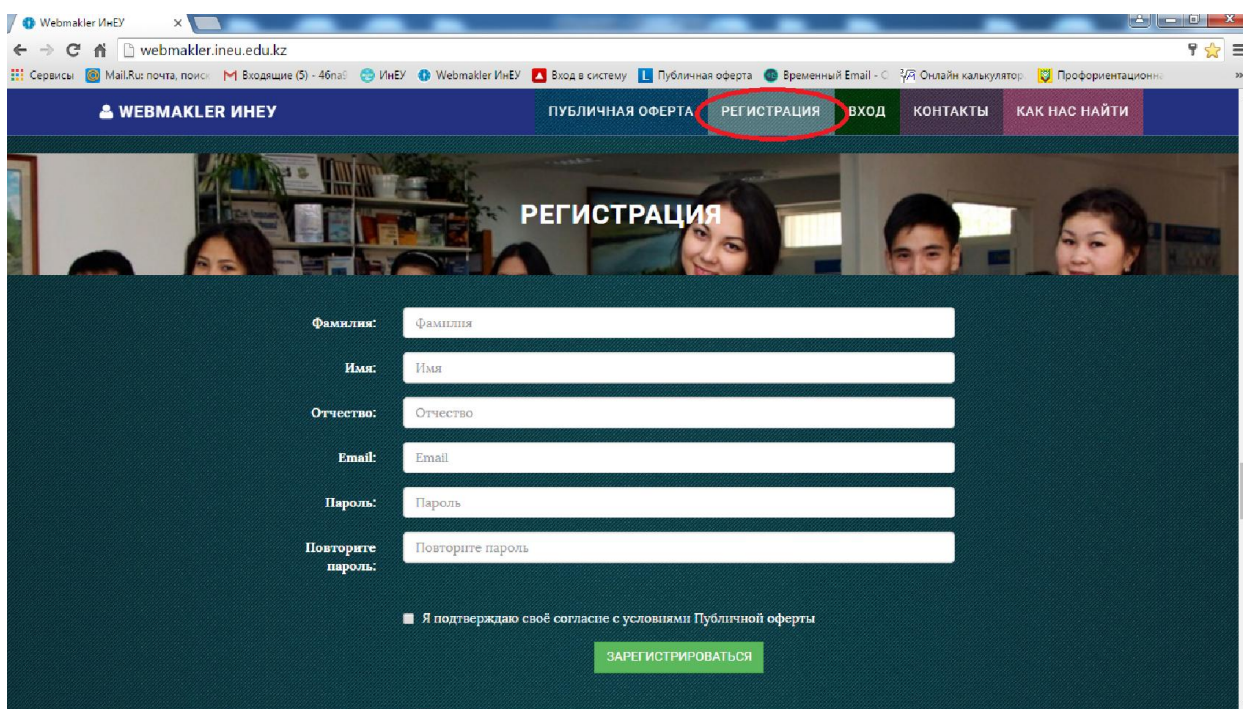 Webmakler ИнЕУ
webmakler.ineu.edu.kz
Сервисы Mail.Ru: почта, поиск Входящие (5) - ИнЕУ Webmakler ИнЕУ Вход в систему Публичная оферта Временный Email - Онлайн калькулятор Профориентационн
WEBMAKLER ИНЕУ ПУБЛИЧНАЯ ОФЕРТА РЕГИСТРАЦИЯ ВХОД КОНТАКТЫ КАК НАС НАЙТИ
РЕГИСТРАЦИЯ
Фамилия: Фамилия
Имя: Имя
Отчество: Отчество
Email: Email
Пароль: Пароль
Повторите Повторите пароль
пароль:
Я подтверждаю своё согласие с условиями Публичной оферты
ЗАРЕГИСТРИРОВАТЬСЯ